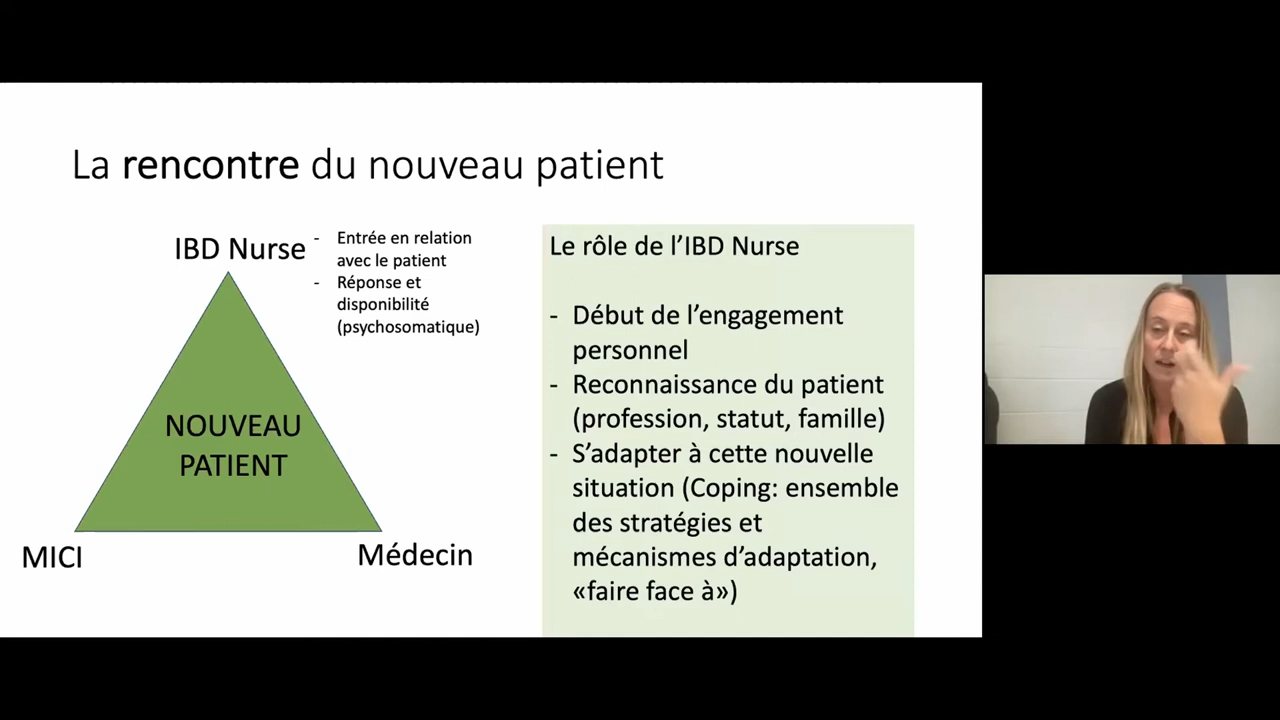 La rencontre du nouveau patient
IBD Nurse
- Entrée en relation
avec le patient
- Réponse et
disponibilité
(psychosomatique)
NOUVEAU
PATIENT
MICI
Médecin
Le rôle de l’IBD Nurse
- Début de l’engagement
personnel
- Reconnaissance du patient
(profession, statut, famille)
- S’adapter à cette nouvelle
situation (Coping: ensemble
des stratégies et
mécanismes d’adaptation,
«faire face à»)